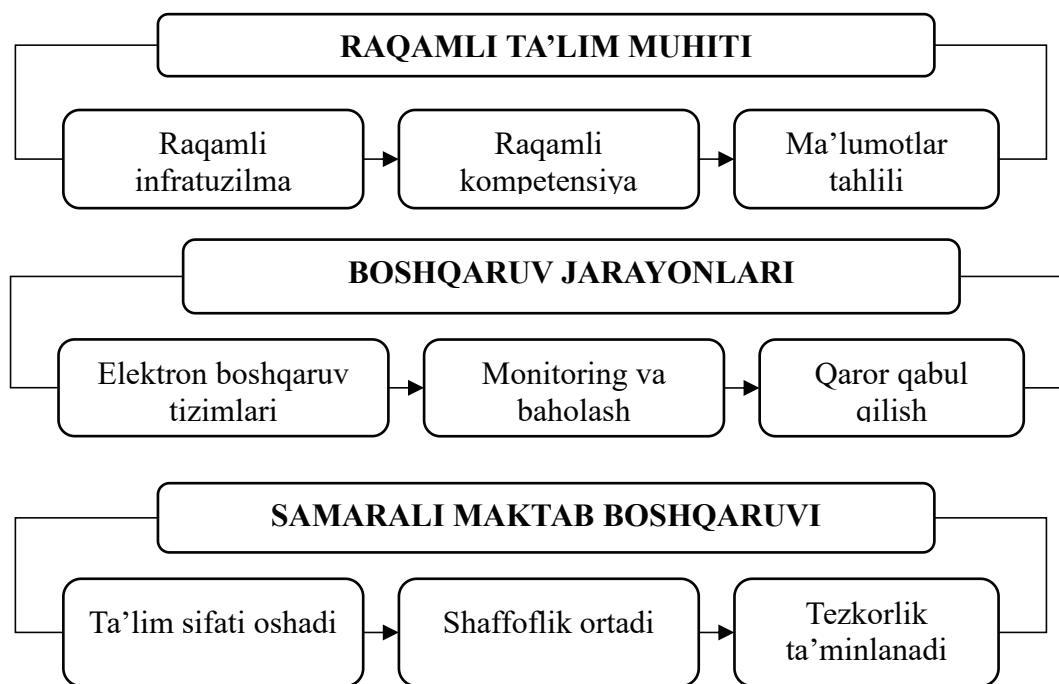 RAQAMLI TA’LIM MUHITI
Raqamli
infratuzilma
Raqamli
kompetensiya
Ma’lumotlar
tahlili
BOSHQARUV JARAYONLARI
Elektron boshqaruv
tizimlari
Monitoring va
baholash
Qaror qabul
qilish
SAMARALI MAKTAB BOSHQARUVI
Ta’lim sifati oshadi
Shaffoflik ortadi
Tezkorlik
ta’minlanadi